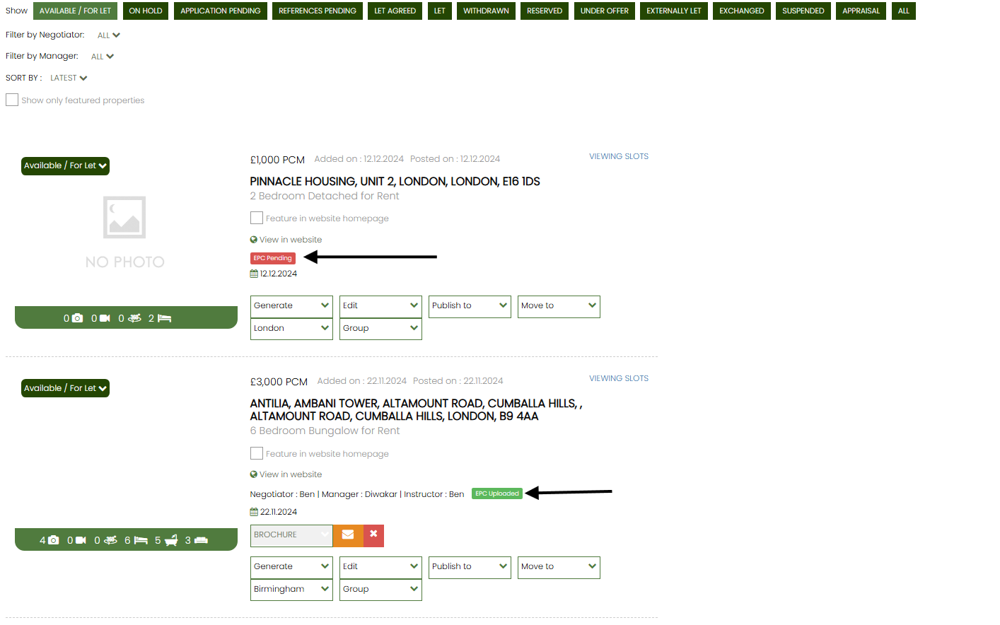 Show AVAILABLE / FOR LET ON HOLD APPLICATION PENDING REFERENCES PENDING LET AGREED LET WITHDRAWN RESERVED UNDER OFFER EXTERNALLY LET EXCHANGED SUSPENDED APPRAISAL ALL
Filter by Negotiator: ALL
Filter by Manager: ALL
SORT BY : LATEST
Show only featured properties
Available / For Let
NO PHOTO
0 0 0 360 2
£1,000 PCM Added on : 12.12.2024 Posted on : 12.12.2024 VIEWING SLOTS
PINNACLE HOUSING, UNIT 2, LONDON, LONDON, E16 1DS
2 Bedroom Detached for Rent
Feature in website homepage
View in website
EPC Pending
12.12.2024
Generate Edit Publish to Move to
London Group
Available / For Let
4 0 0 360 6 5 3
£3,000 PCM Added on : 22.11.2024 Posted on : 22.11.2024 VIEWING SLOTS
ANTILIA, AMBANI TOWER, ALTAMOUNT ROAD, CUMBALLA HILLS, ,
ALTAMOUNT ROAD, CUMBALLA HILLS, LONDON, B9 4AA
6 Bedroom Bungalow for Rent
Feature in website homepage
View in website
Negotiator : Ben | Manager : Diwakar | Instructor : Ben EPC Uploaded
22.11.2024
BROCHURE
Generate Edit Publish to Move to
Birmingham Group